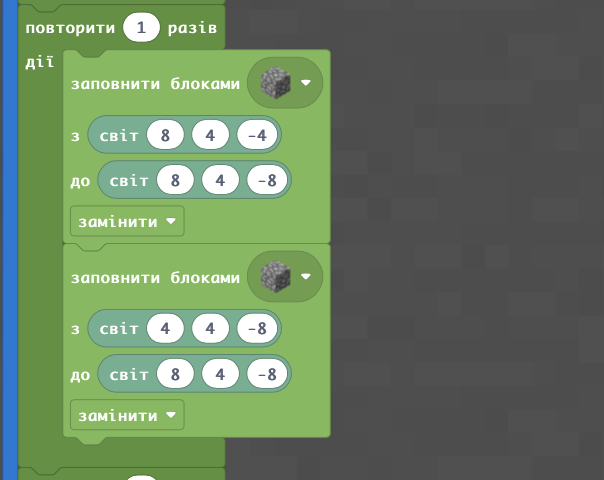 повторити 1 разів
дії
заповнити блоками
з світ 8 4 -4
до світ 8 4 -8
замінити
заповнити блоками
з світ 4 4 -8
до світ 8 4 -8
замінити